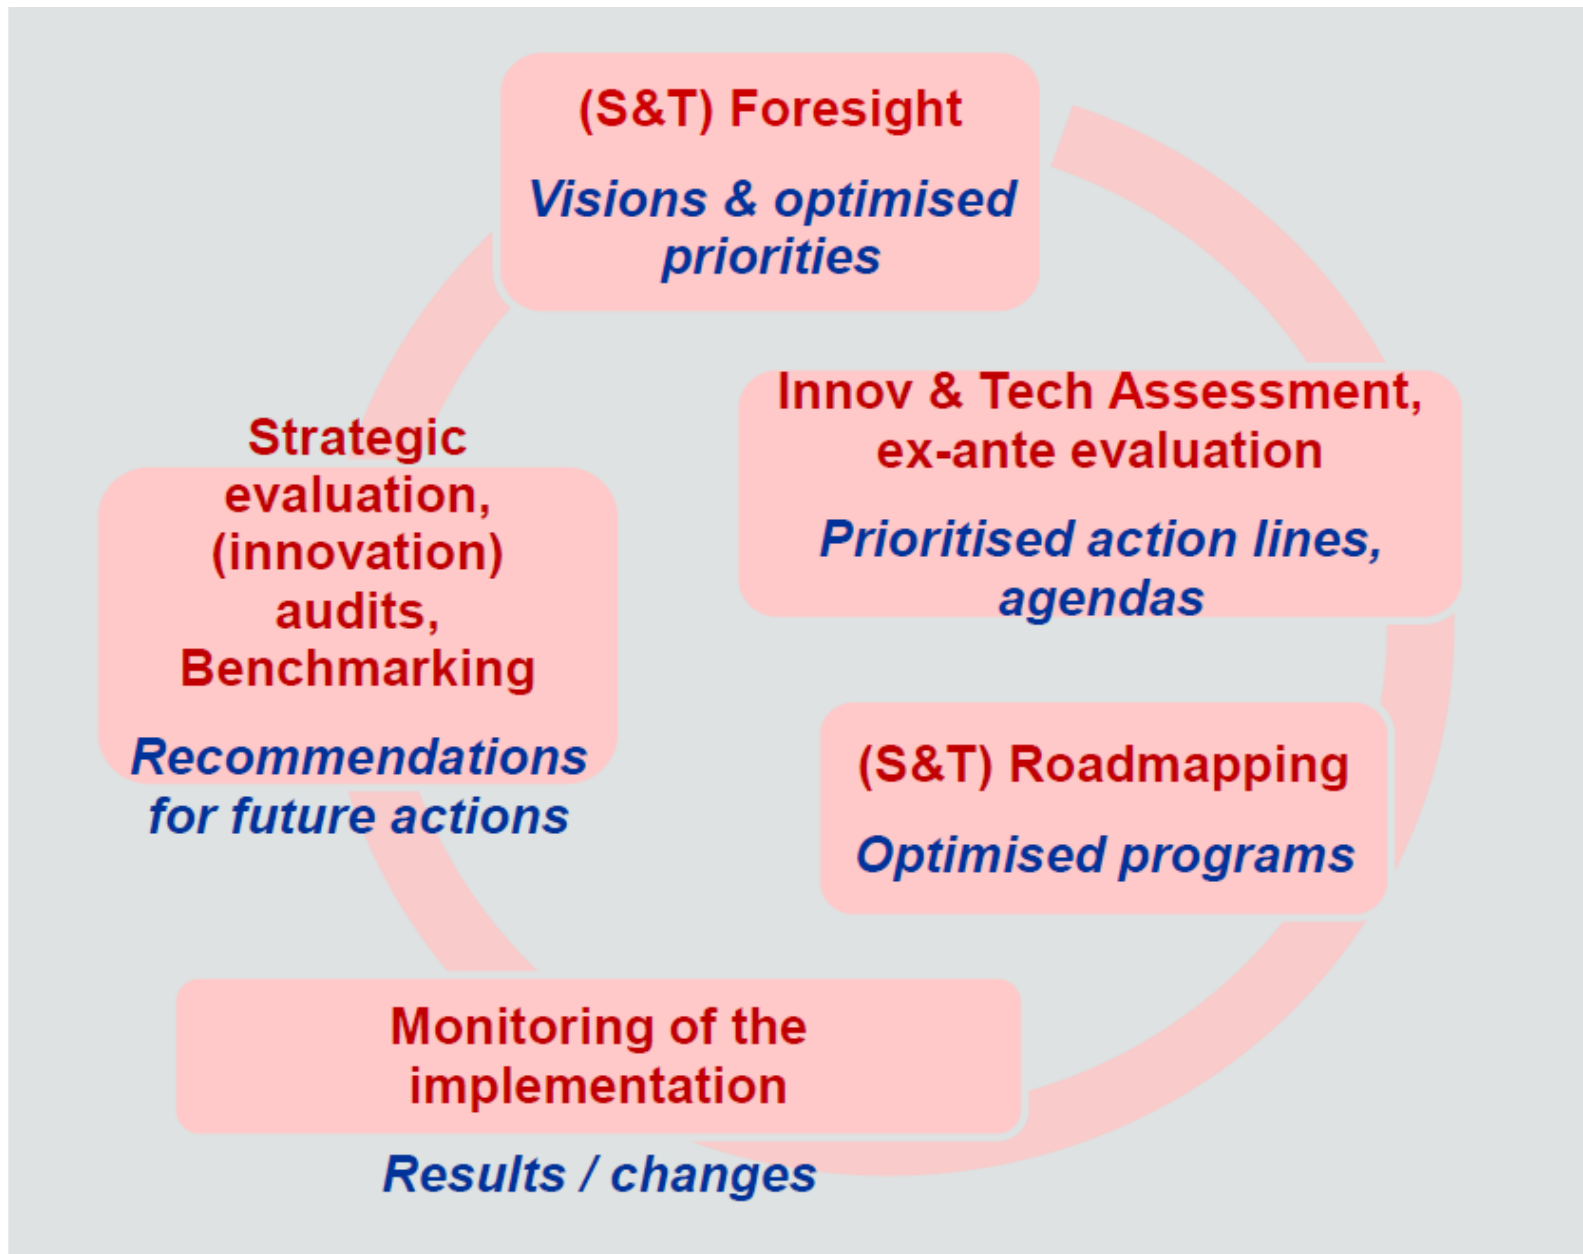 (S&T) Foresight
Visions & optimised
priorities
Innov & Tech Assessment,
ex-ante evaluation
Prioritised action lines,
agendas
(S&T) Roadmapping
Optimised programs
Monitoring of the
implementation
Results / changes
Strategic
evaluation,
(innovation)
audits,
Benchmarking
Recommendations
for future actions